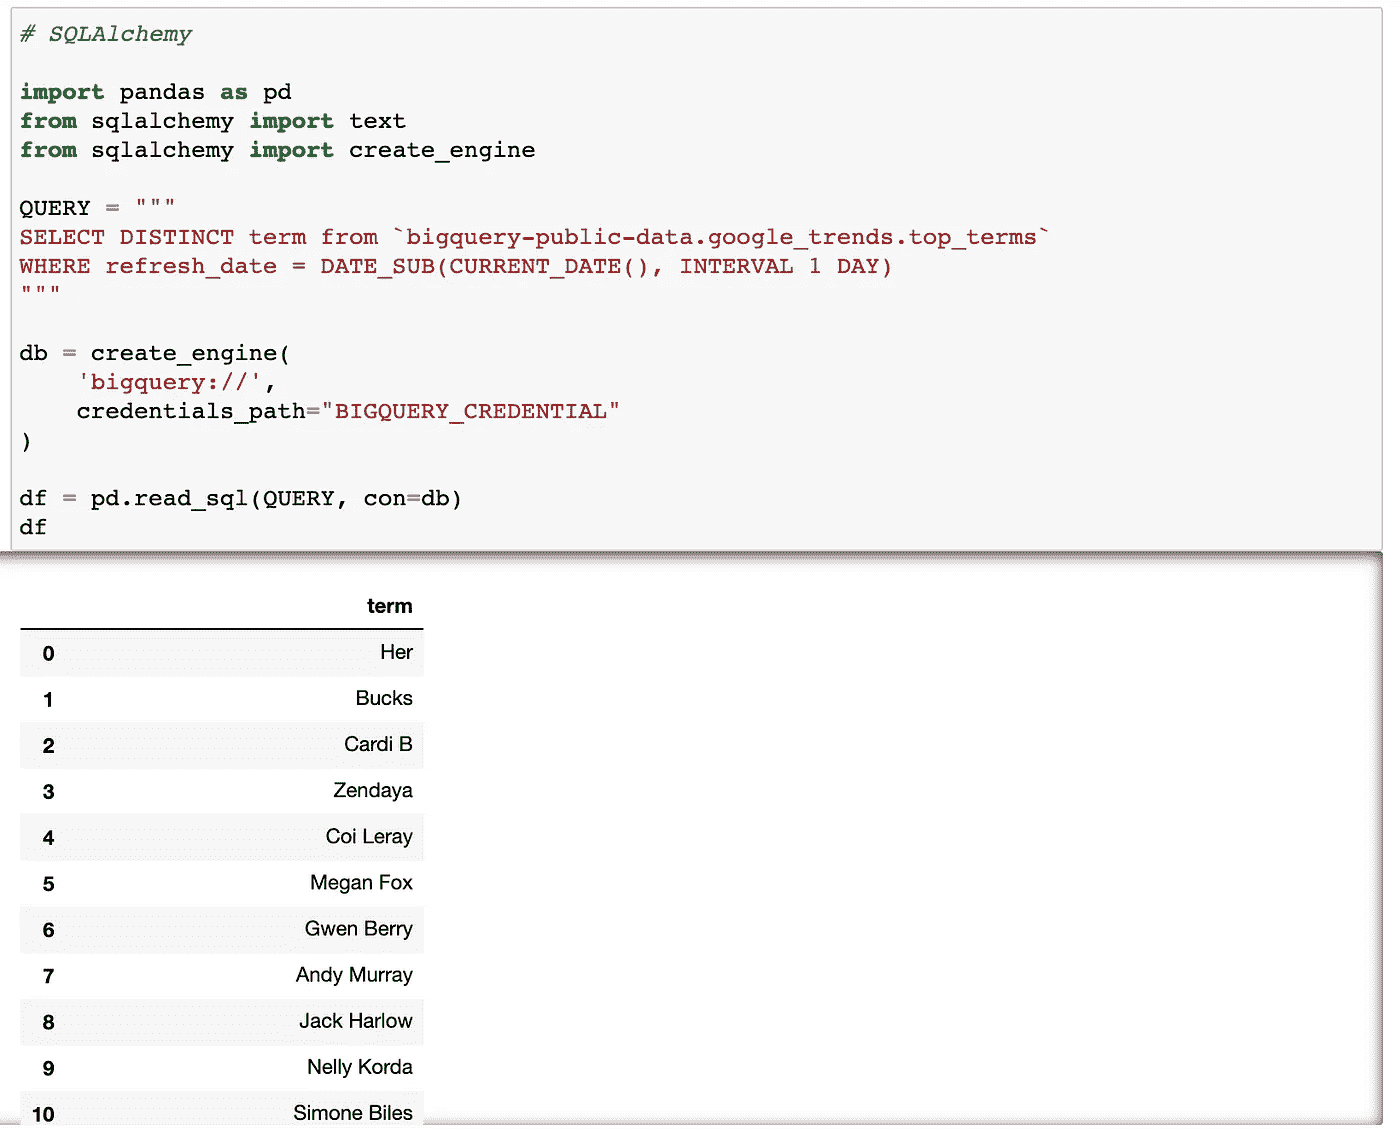 # SQLAlchemy
import pandas as pd
from sqlalchemy import text
from sqlalchemy import create_engine
QUERY = """
SELECT DISTINCT term from `bigquery-public-data.google_trends.top_terms`
WHERE refresh_date = DATE_SUB(CURRENT_DATE(), INTERVAL 1 DAY)
"""
db = create_engine(
    'bigquery://',
    credentials_path="BIGQUERY_CREDENTIAL"
)
df = pd.read_sql(QUERY, con=db)
df
term
0 Her
1 Bucks
2 Cardi B
3 Zendaya
4 Coi Leray
5 Megan Fox
6 Gwen Berry
7 Andy Murray
8 Jack Harlow
9 Nelly Korda
10 Simone Biles